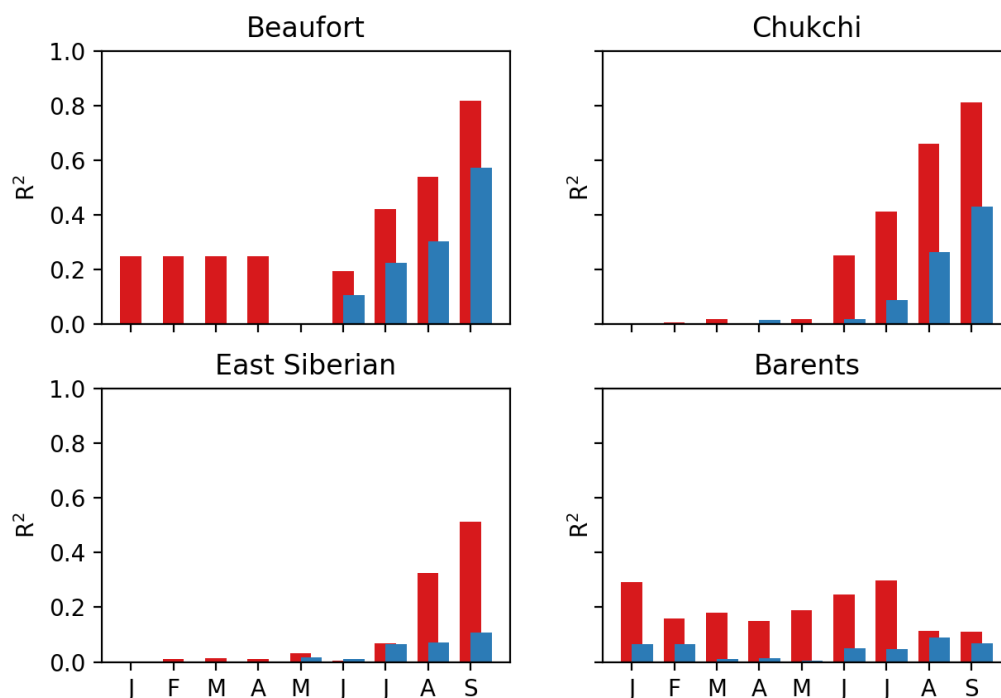 Beaufort
Chukchi
1.0
0.8
0.6
0.4
0.2
0.0
R²
R²
East Siberian
Barents
1.0
0.8
0.6
0.4
0.2
0.0
R²
R²
J F M A M J J A S
J F M A M J J A S